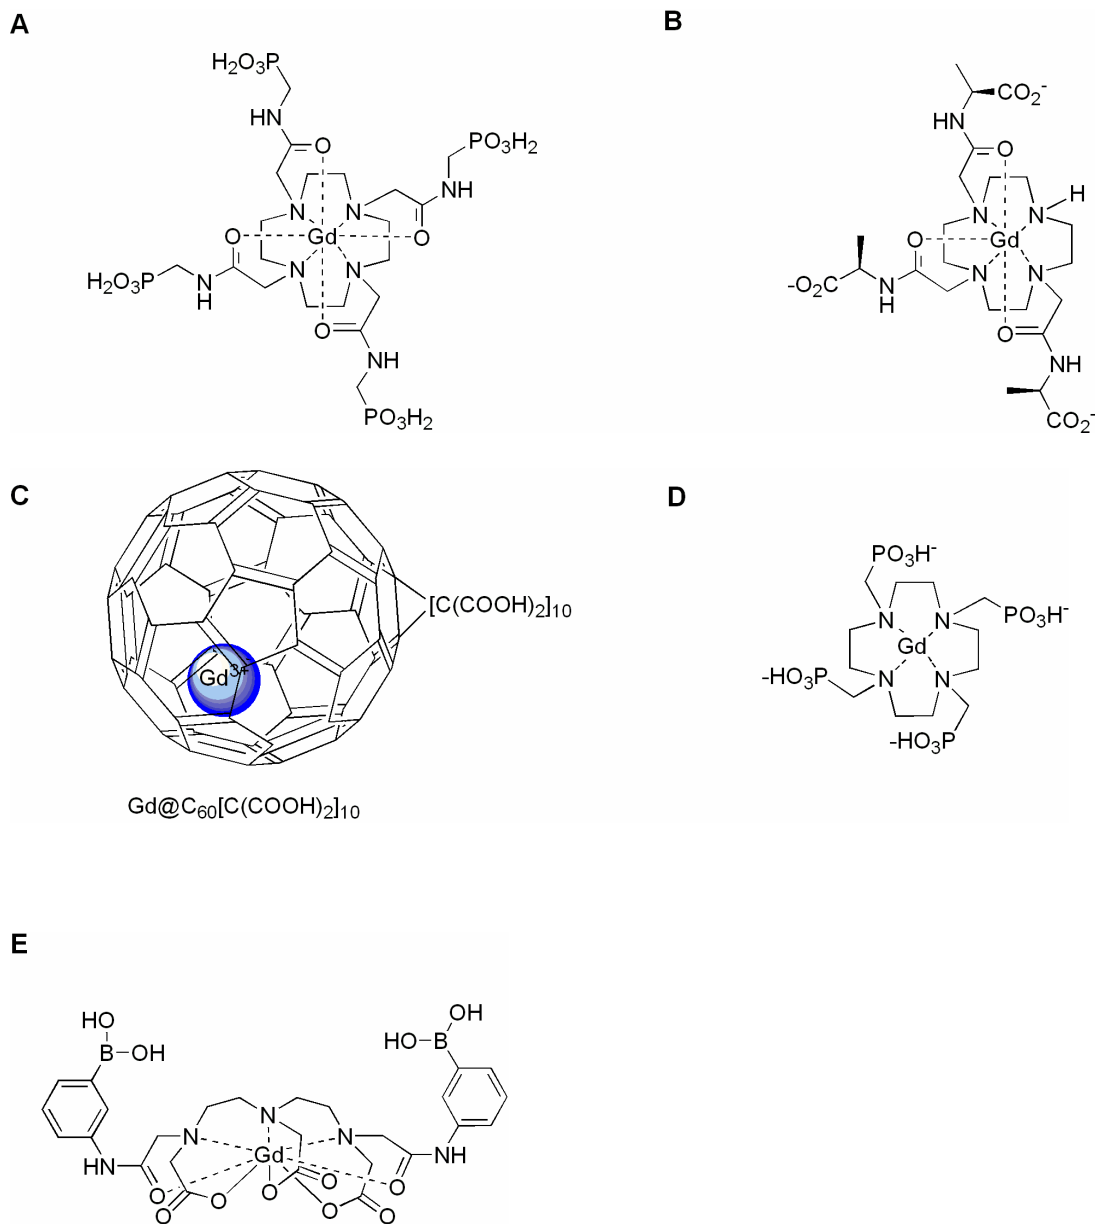 A
B
H2O3P
HN
O
PO3H2
NH
N
N
O
Gd
O
H2O3P
N
H
N
N
O
NH
PO3H2
CO2-
HN
O
H
N
N
O
Gd
-O2C
N
H
N
N
O
NH
CO2-
C
[C(COOH)2]10
Gd3+
Gd@C60[C(COOH)2]10
D
PO3H-
N
N
PO3H-
Gd
-HO3P
N
N
-HO3P
E
HO
B
OH
OH
HO
B
N
N
N
Gd
HN
O
O
O
O
O
O
O
O
NH